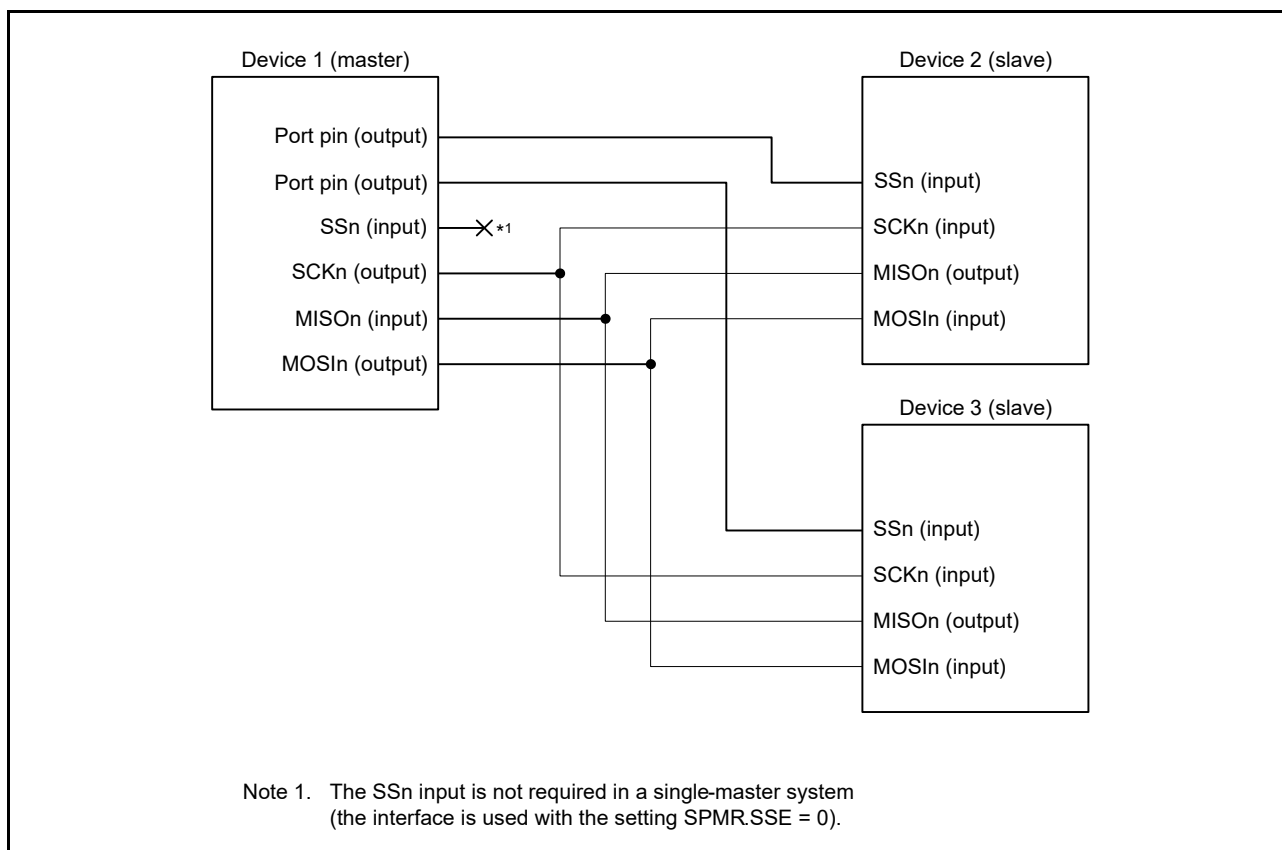 Device 1 (master)
Port pin (output)
Port pin (output)
SSn (input)
*1
SCKn (output)
MISOn (input)
MOSIn (output)
Device 2 (slave)
SSn (input)
SCKn (input)
MISOn (output)
MOSIn (input)
Device 3 (slave)
SSn (input)
SCKn (input)
MISOn (output)
MOSIn (input)
Note 1. The SSn input is not required in a single-master system
(the interface is used with the setting SPMR.SSE = 0).